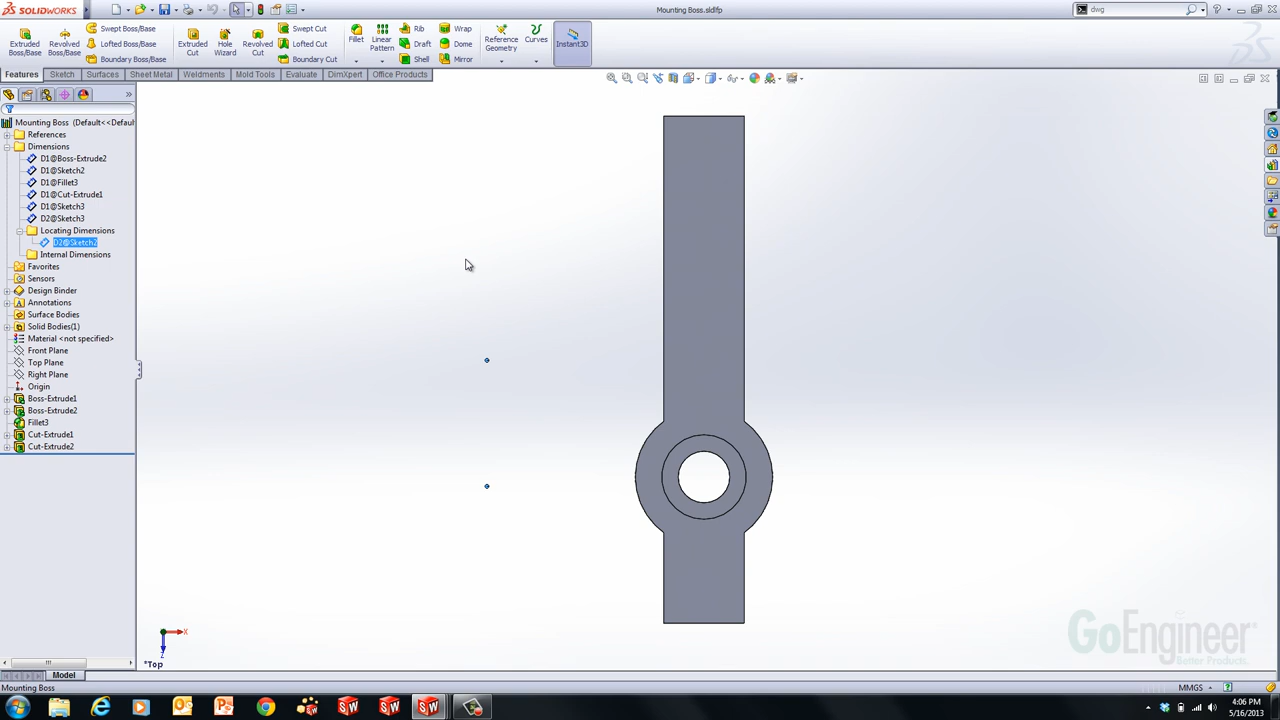 SOLIDWORKS
Mounting Boss.sldlfp
dwg
Extruded Boss/Base
Revolved Boss/Base
Swept Boss/Base
Lofted Boss/Base
Boundary Boss/Base
Extruded Cut
Hole Wizard
Revolved Cut
Swept Cut
Lofted Cut
Boundary Cut
Fillet
Linear Pattern
Rib
Draft
Shell
Wrap
Dome
Mirror
Reference Geometry
Curves
Instant3D
Features
Sketch
Surfaces
Sheet Metal
Weldments
Mold Tools
Evaluate
DimXpert
Office Products
Mounting Boss (Default<<Defaul
References
Dimensions
D1@Boss-Extrude2
D1@Sketch2
D1@Fillet3
D1@Cut-Extrude1
D1@Sketch3
D2@Sketch3
Locating Dimensions
D2@Sketch2
Internal Dimensions
Favorites
Sensors
Design Binder
Annotations
Surface Bodies
Solid Bodies(1)
Material <not specified>
Front Plane
Top Plane
Right Plane
Origin
Boss-Extrude1
Boss-Extrude2
Fillet3
Cut-Extrude1
Cut-Extrude2
X
Z
*Top
GoEngineer
Better Products.
Model
Mounting Boss
MMGS
4:06 PM
5/16/2013